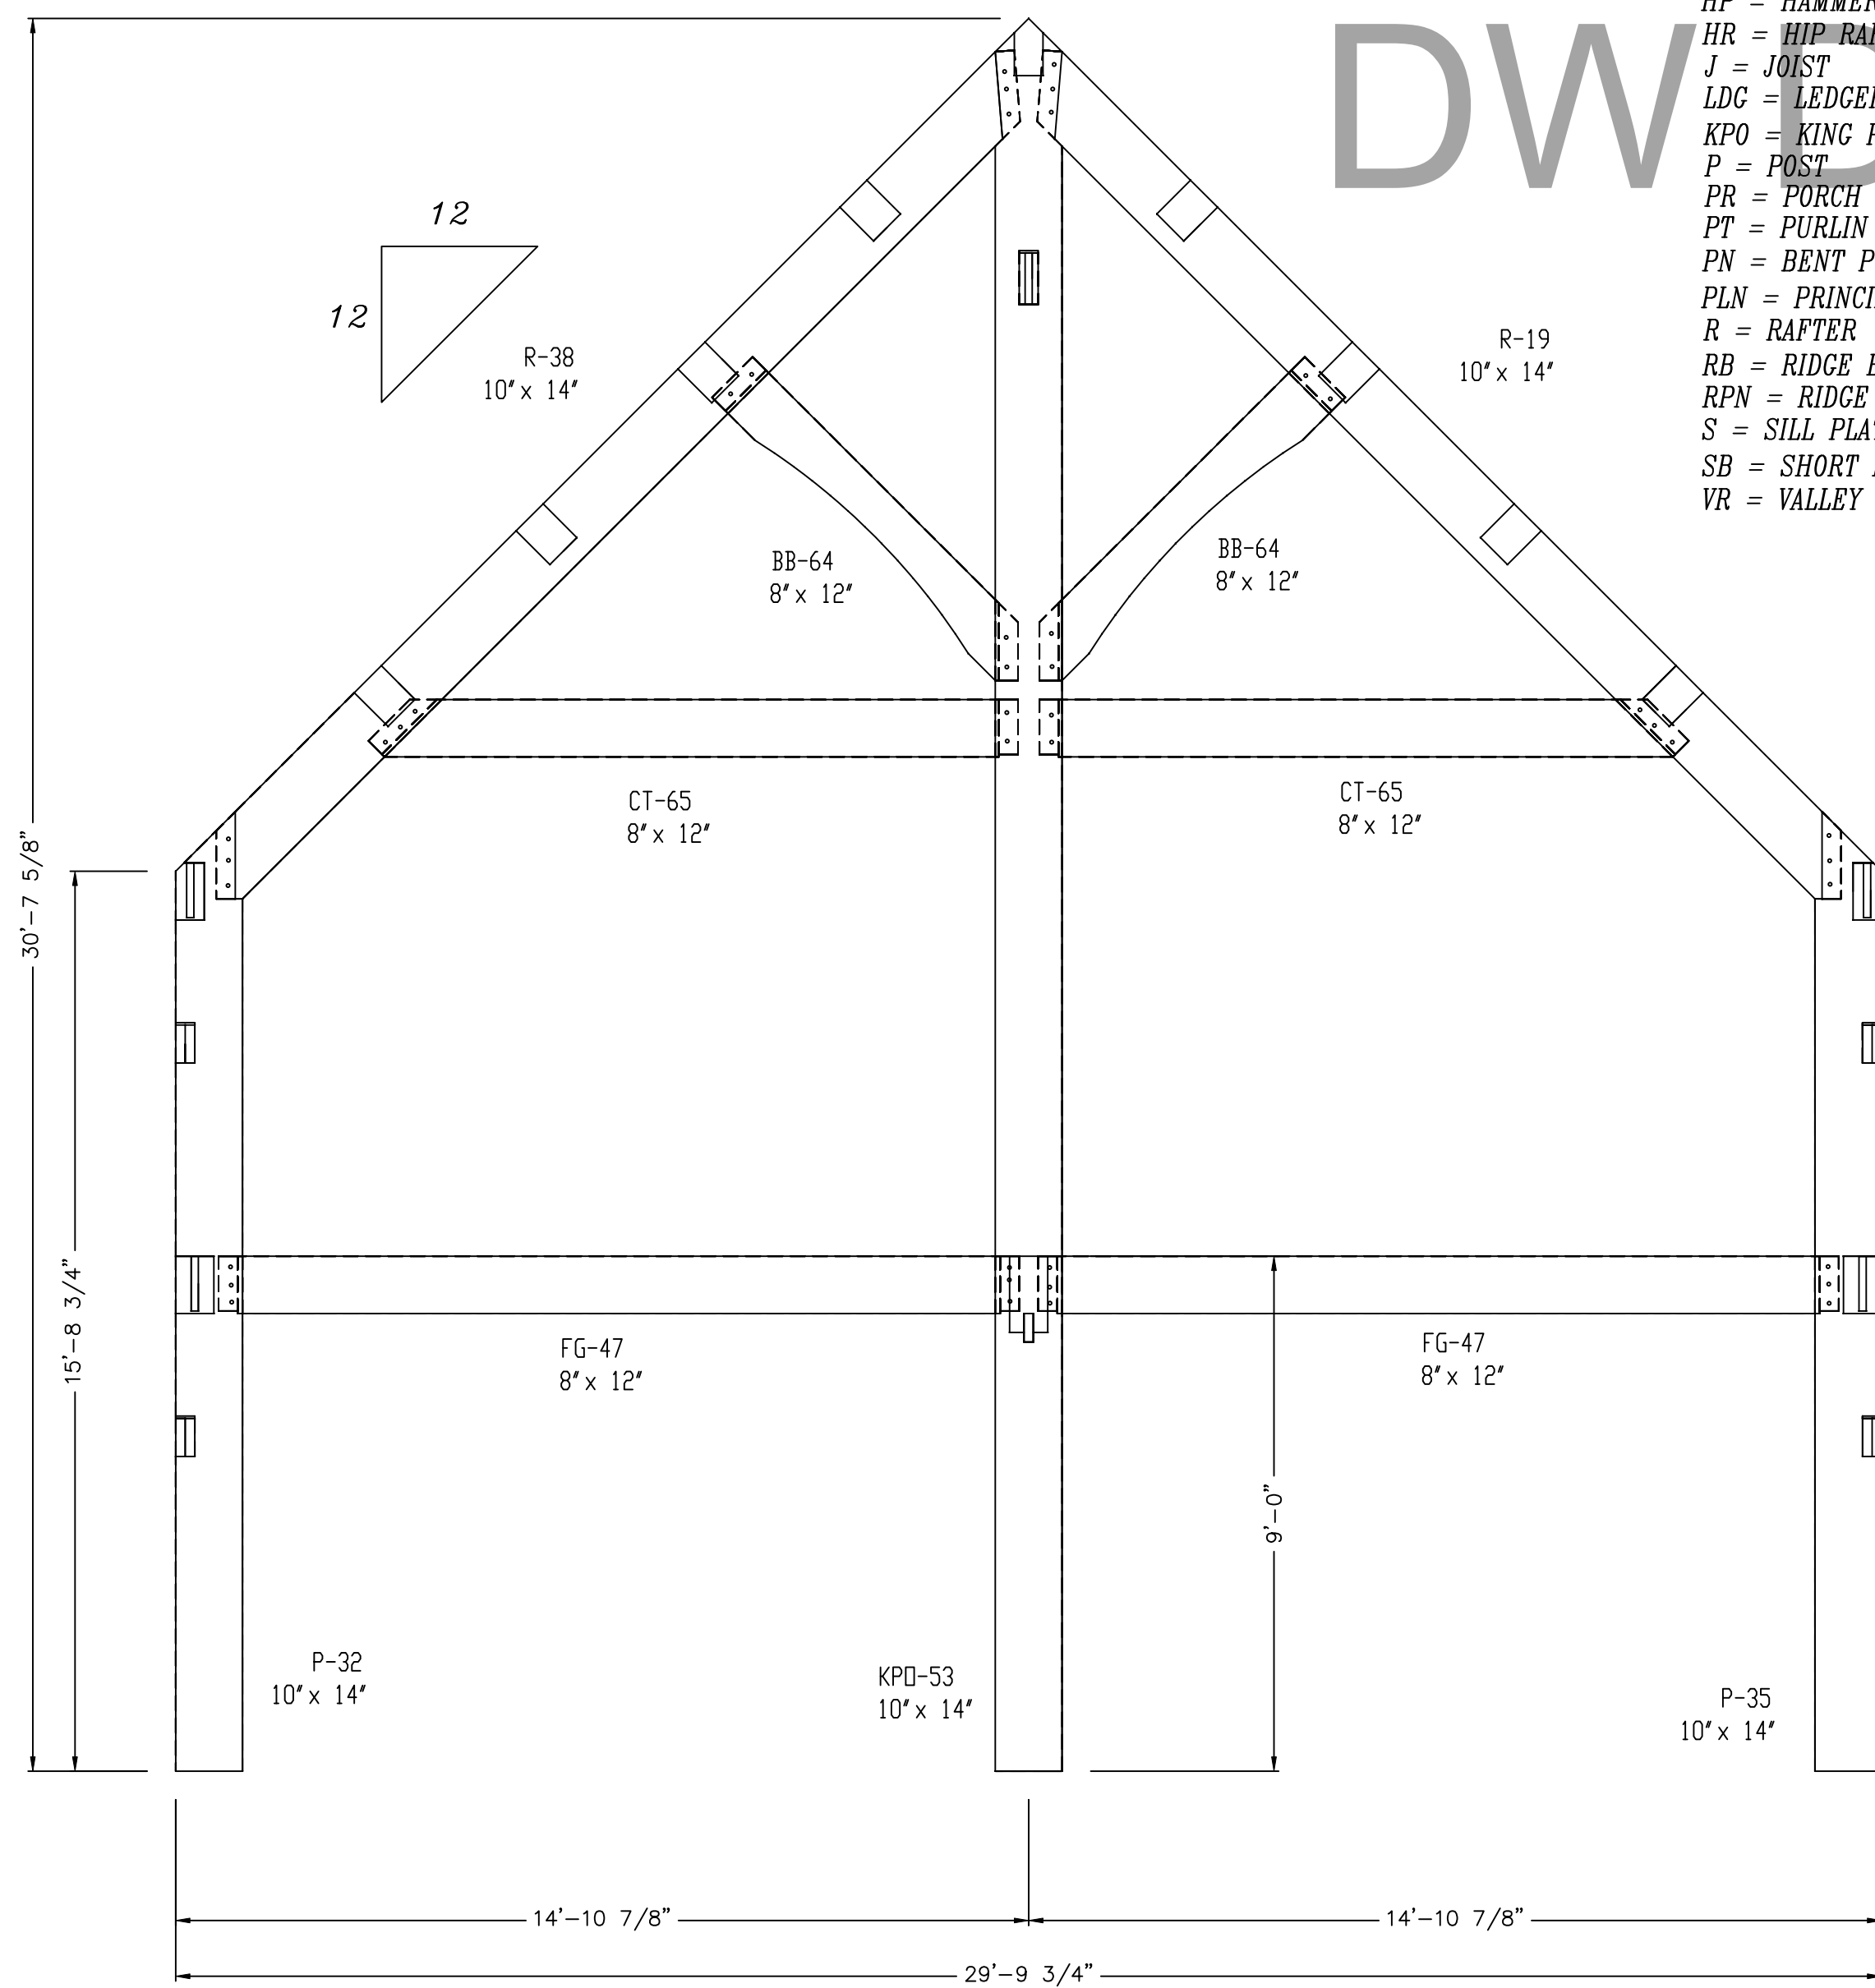 HR = HIP
J = JOIST
LDG =
KPO = KING
P = POST
PR = PORCH
PT = PURLIN
PN = BENT
PLN =
R = RAFTER
RB = RIDGE
RPN = RIDGE
S = SILL
SB = SHORT
VR = VALLEY
DW
12
12
R-38
10" x 14"
R-19
10" x 14"
BB-64
8" x 12"
BB-64
8" x 12"
CT-65
8" x 12"
CT-65
8" x 12"
30'-7 5/8"
15'-8 3/4"
FG-47
8" x 12"
FG-47
8" x 12"
9'-0"
P-32
10" x 14"
KPO-53
10" x 14"
P-35
10" x 14"
14'-10 7/8"
14'-10 7/8"
29'-9 3/4"